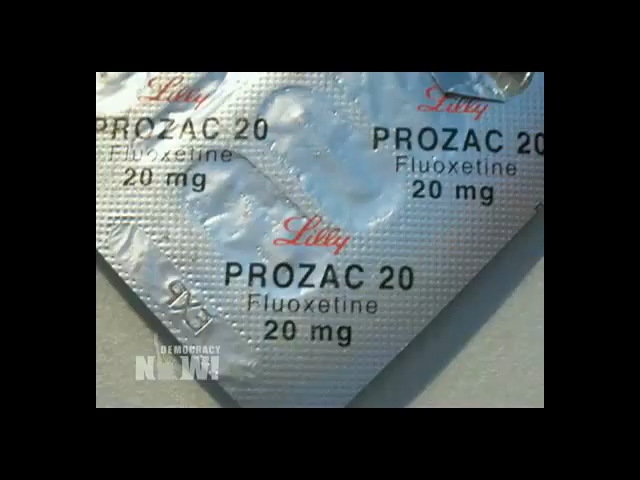 Lilly
PROZAC 20
Fluoxetine
20 mg
Lilly
PROZAC 20
Fluoxetine
20 mg
Lilly
PROZAC 20
Fluoxetine
20 mg
EXP
DEMOCRACY
NOW!